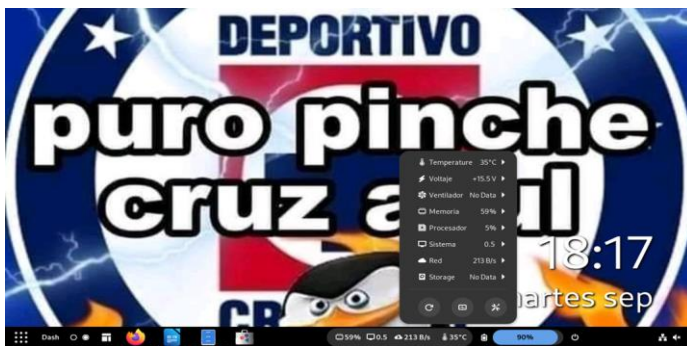 DEPORTIVO
puro pinche
cruz a ul
CR
Temperature 35°C
Voltaje +15.5 V
Ventilador No Data
Memoria 59%
Procesador 5%
Sistema 0.5
Red 213 B/s
Storage No Data
18:17
martes sep
Dash
59% 0.5 213 B/s 35°C
90%